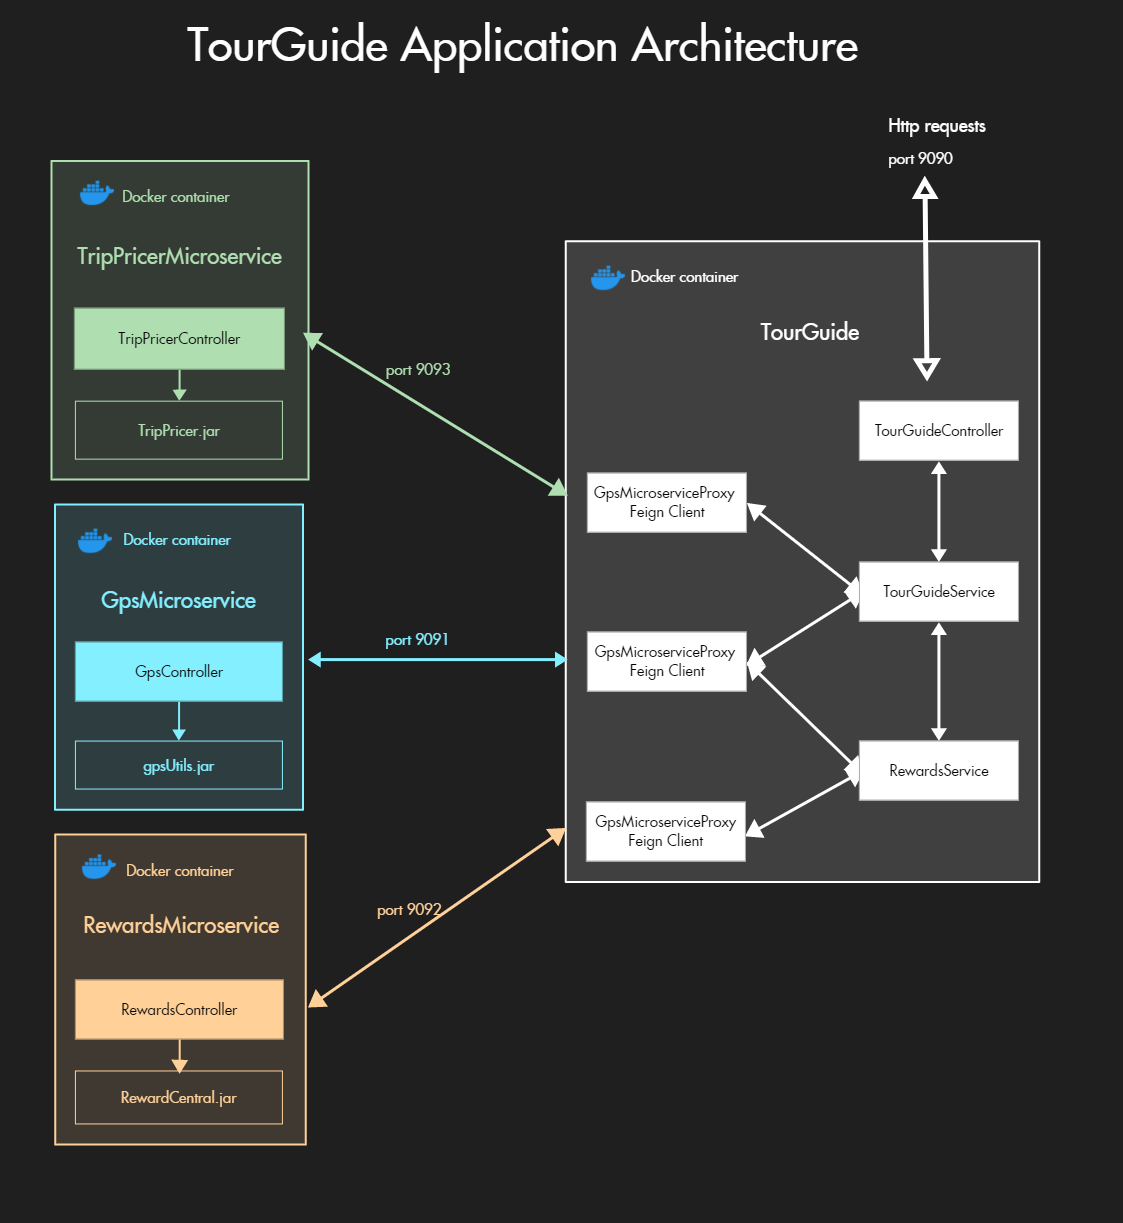 TourGuide Application Architecture
Http requests
port 9090
Docker container
TripPricerMicroservice
TripPricerController
TripPricer.jar
port 9093
Docker container
GpsMicroservice
GpsController
gpsUtils.jar
port 9091
Docker container
RewardsMicroservice
RewardsController
RewardCentral.jar
port 9092
Docker container
TourGuide
TourGuideController
GpsMicroserviceProxy
Feign Client
TourGuideService
GpsMicroserviceProxy
Feign Client
RewardsService
GpsMicroserviceProxy
Feign Client